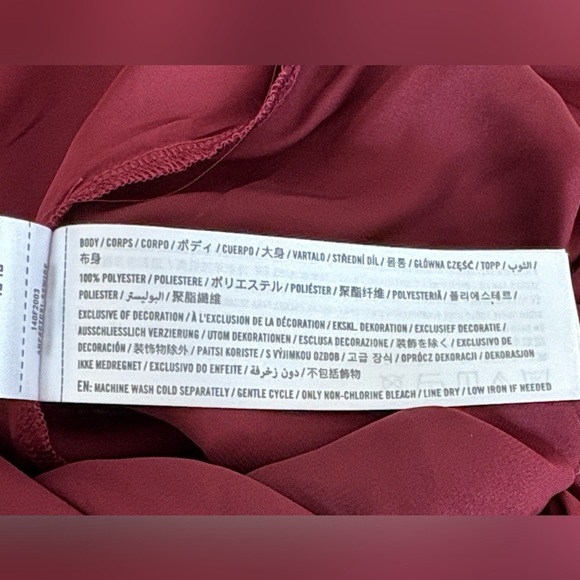 BODY / CORPS / CORPO / ボディ / CUERPO / 大身 / VARTALO / STŘEDNÍ DÍL / 몸통 / GŁÓWNA CZĘŚĆ / TOPP / الثوب /
布身
100% POLYESTER / POLIESTERE / ポリエステル / POLIÉSTER / 聚酯纤维 / POLYESTERIÄ / 폴리에스테르 /
POLIESTER / البوليستر / 聚脂纖維
EXCLUSIVE OF DECORATION / À L'EXCLUSION DE LA DÉCORATION / EKSKL. DEKORATION / EXCLUSIEF DECORATIE /
AUSSCHLIESSLICH VERZIERUNG / UTOM DEKORATIONEN / ESCLUSA DECORAZIONE / 装飾を除く / EXCLUSIVO DE
DECORACIÓN / 装饰物除外 / PAITSI KORISTE / S VÝJIMKOU OZDOB / 고급 장식 / OPRÓCZ DEKORACJI / DEKORASJON
IKKE MEDREGNET / EXCLUSIVO DO ENFEITE / دون زخرفة / 不包括飾物
EN: MACHINE WASH COLD SEPARATELY / GENTLE CYCLE / ONLY NON-CHLORINE BLEACH / LINE DRY / LOW IRON IF NEEDED
140F2003